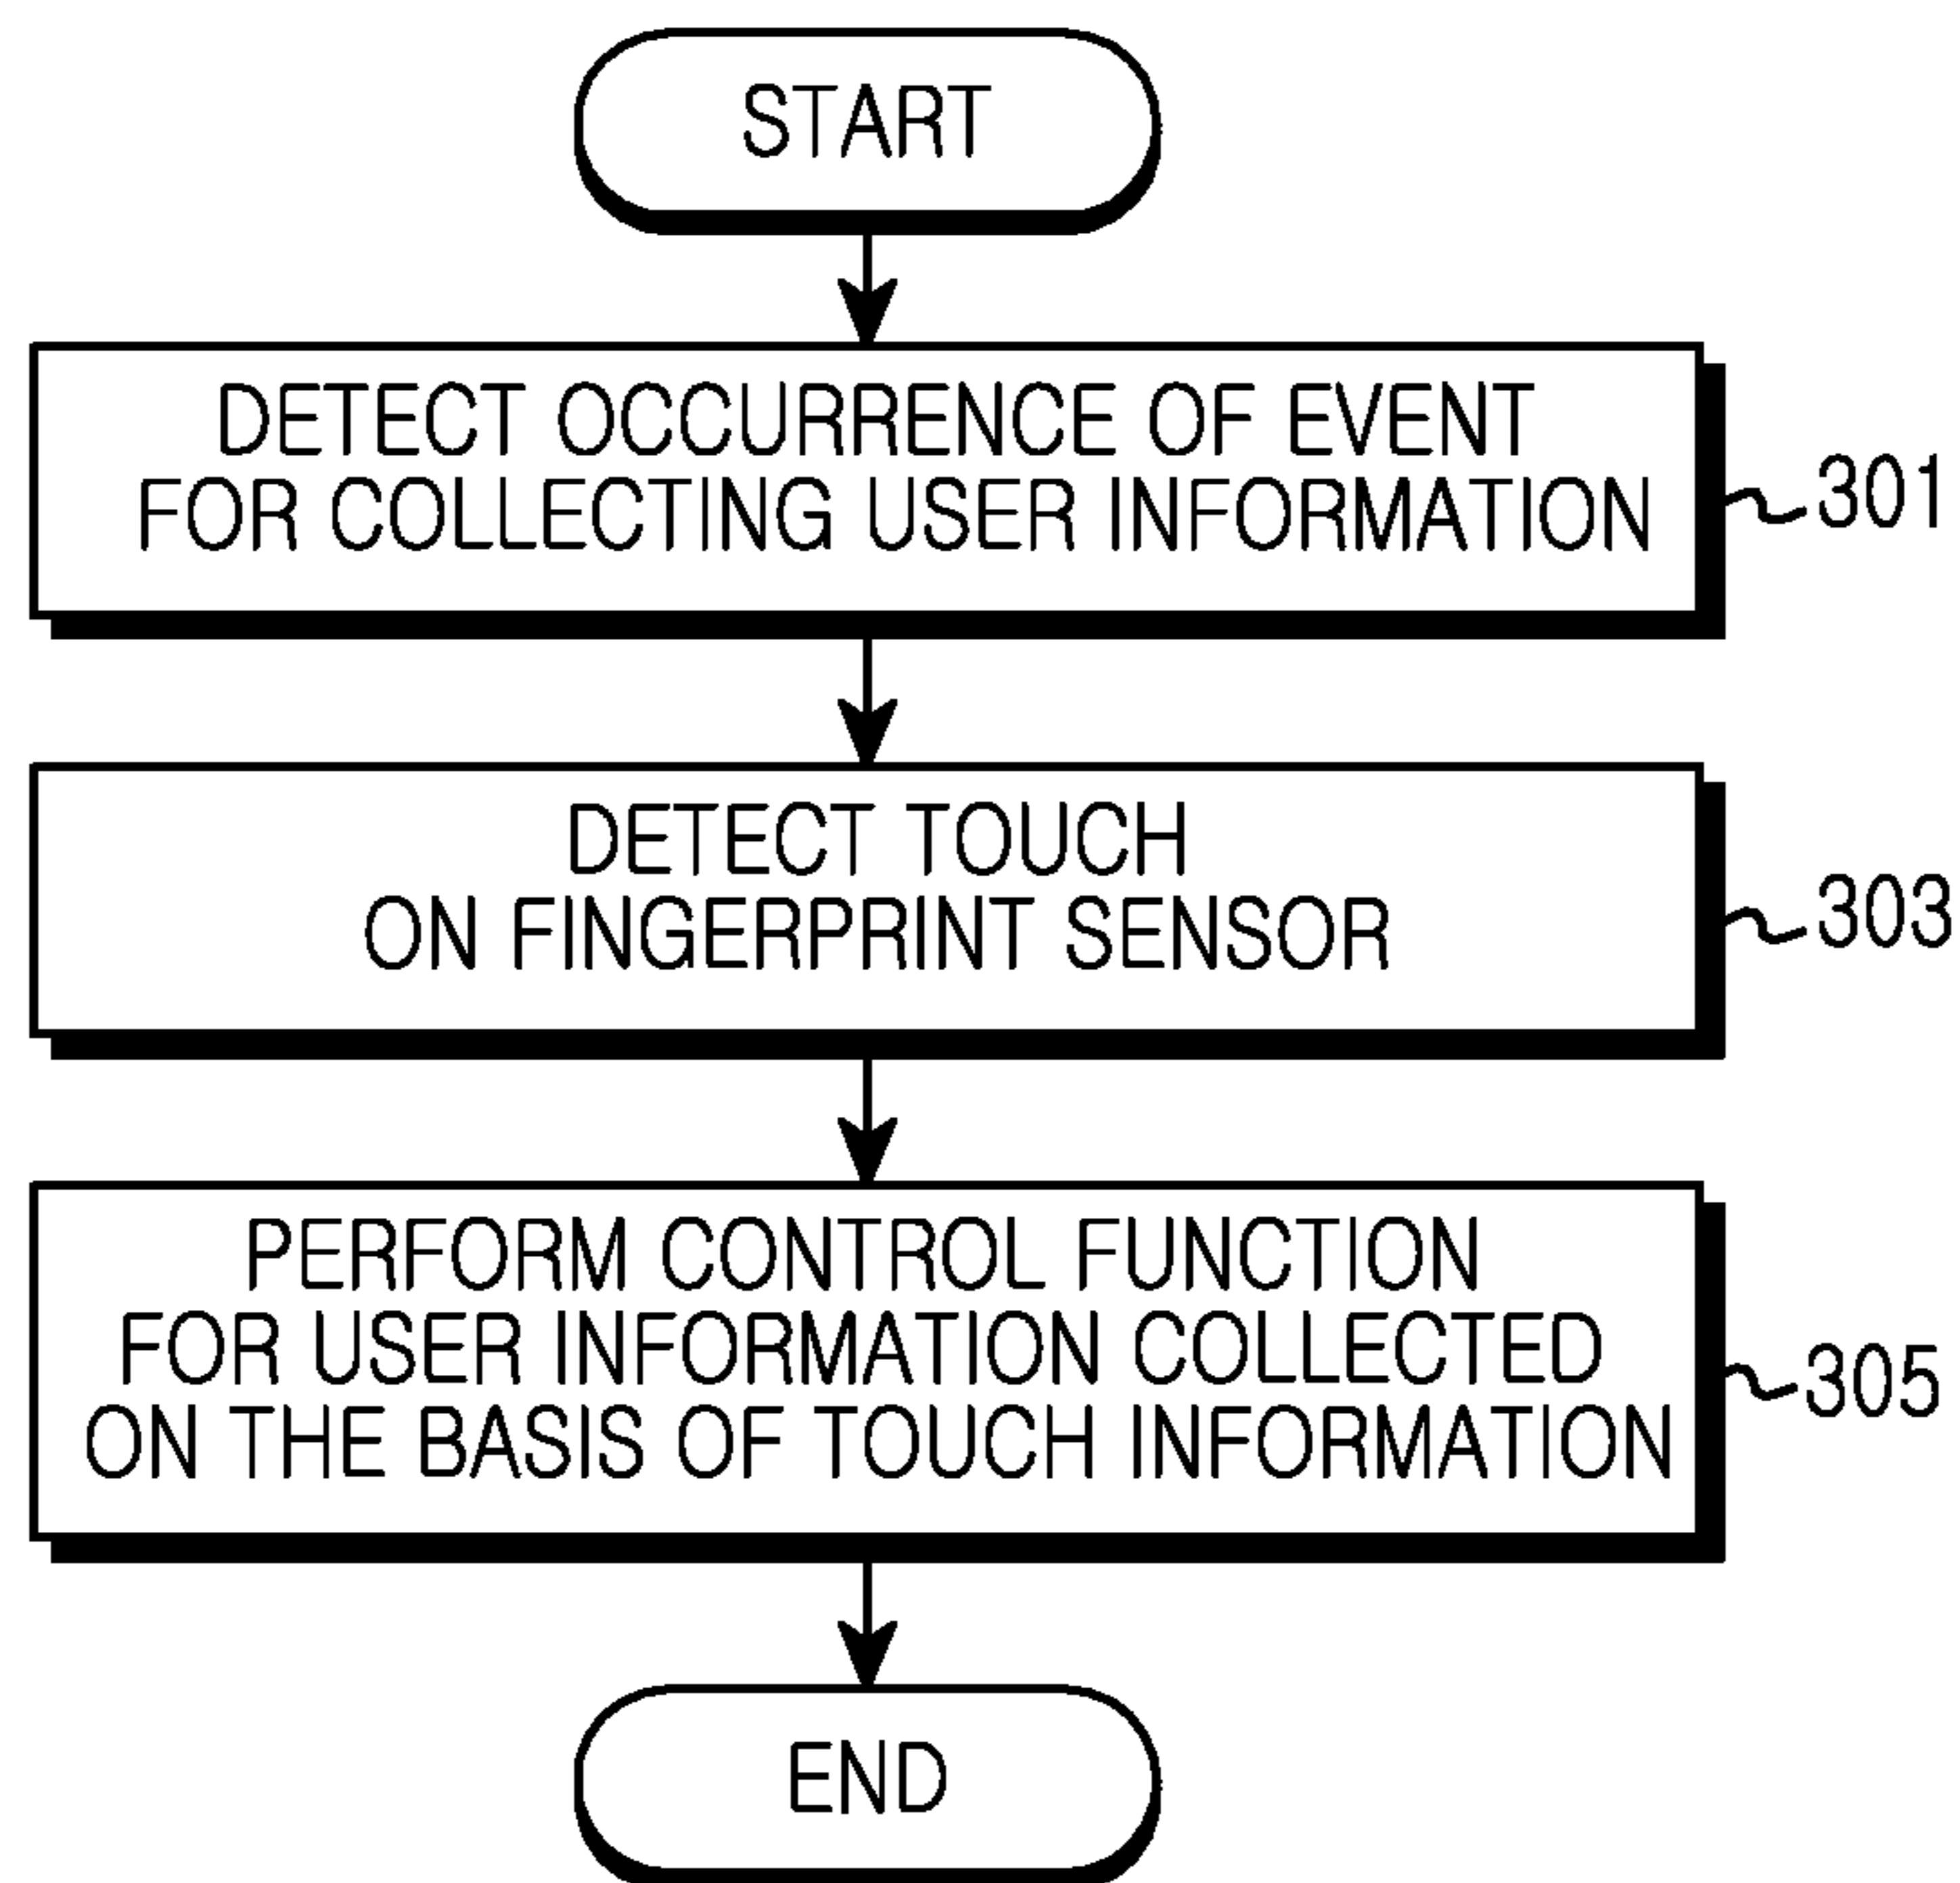 START
DETECT OCCURRENCE OF EVENT
FOR COLLECTING USER INFORMATION
301
DETECT TOUCH
ON FINGERPRINT SENSOR
303
PERFORM CONTROL FUNCTION
FOR USER INFORMATION COLLECTED
ON THE BASIS OF TOUCH INFORMATION
305
END